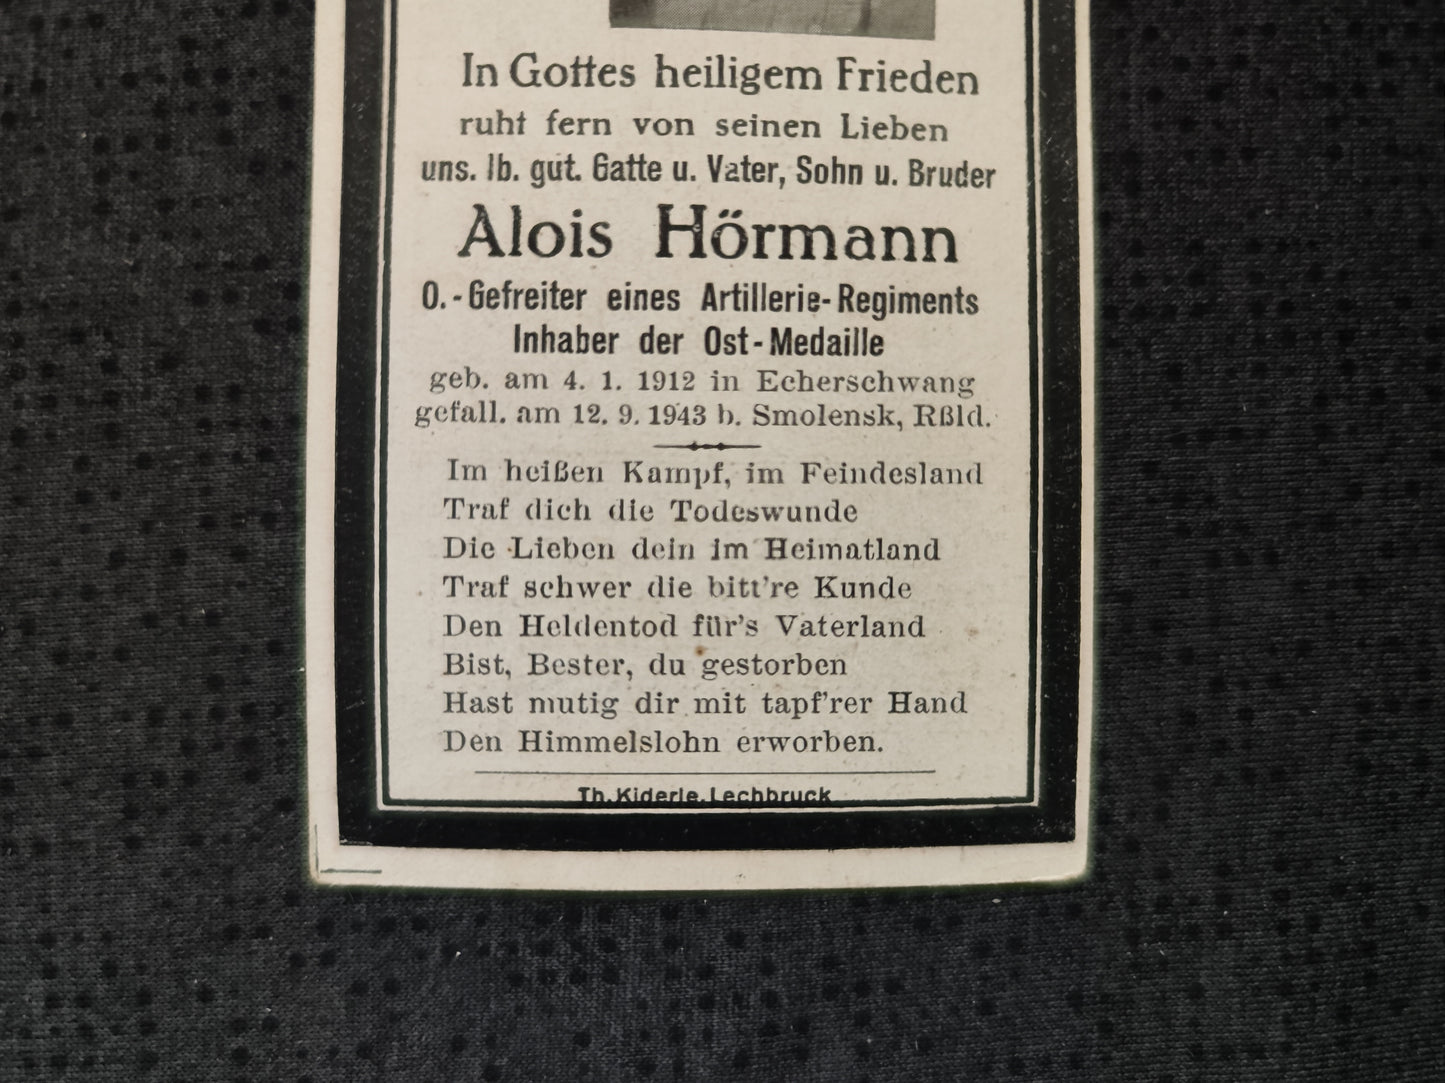 In Gottes heiligem Frieden
ruht fern von seinen Lieben
uns. lb. gut. Gatte u. Vater, Sohn u. Bruder
Alois Hörmann
O.-Gefreiter eines Artillerie-Regiments
Inhaber der Ost-Medaille
geb. am 4. 1. 1912 in Echerschwang
gefall. am 12. 9. 1943 b. Smolensk, Rßld.
Im heißen Kampf, im Feindesland
Traf dich die Todeswunde
Die Lieben dein im Heimatland
Traf schwer die bitt're Kunde
Den Heldentod für's Vaterland
Bist, Bester, du gestorben
Hast mutig dir mit tapf'rer Hand
Den Himmelslohn erworben.
Th. Kiderle, Lechbruck